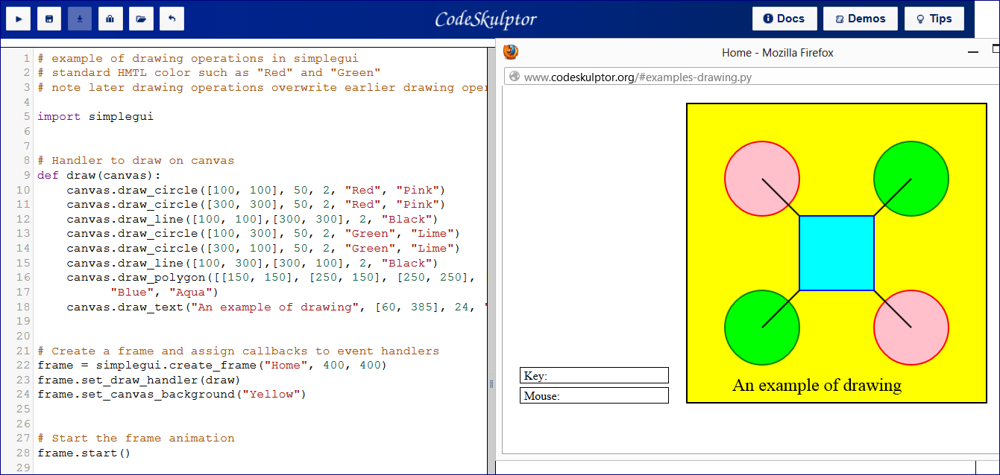 CodeSkulptor
Docs
Demos
Tips
1 # example of drawing operations in simplegui
2 # standard HMTL color such as "Red" and "Green"
3 # note later drawing operations overwrite earlier drawing oper
4
5 import simplegui
6
7
8 # Handler to draw on canvas
9 def draw(canvas):
10     canvas.draw_circle([100, 100], 50, 2, "Red", "Pink")
11     canvas.draw_circle([300, 300], 50, 2, "Red", "Pink")
12     canvas.draw_line([100, 100],[300, 300], 2, "Black")
13     canvas.draw_circle([100, 300], 50, 2, "Green", "Lime")
14     canvas.draw_circle([300, 100], 50, 2, "Green", "Lime")
15     canvas.draw_line([100, 300],[300, 100], 2, "Black")
16     canvas.draw_polygon([[150, 150], [250, 150], [250, 250],
17           "Blue", "Aqua")
18     canvas.draw_text("An example of drawing", [60, 385], 24, "
19
20
21 # Create a frame and assign callbacks to event handlers
22 frame = simplegui.create_frame("Home", 400, 400)
23 frame.set_draw_handler(draw)
24 frame.set_canvas_background("Yellow")
25
26
27 # Start the frame animation
28 frame.start()
29
Home - Mozilla Firefox
www.codeskulptor.org/#examples-drawing.py
Key:
Mouse:
An example of drawing